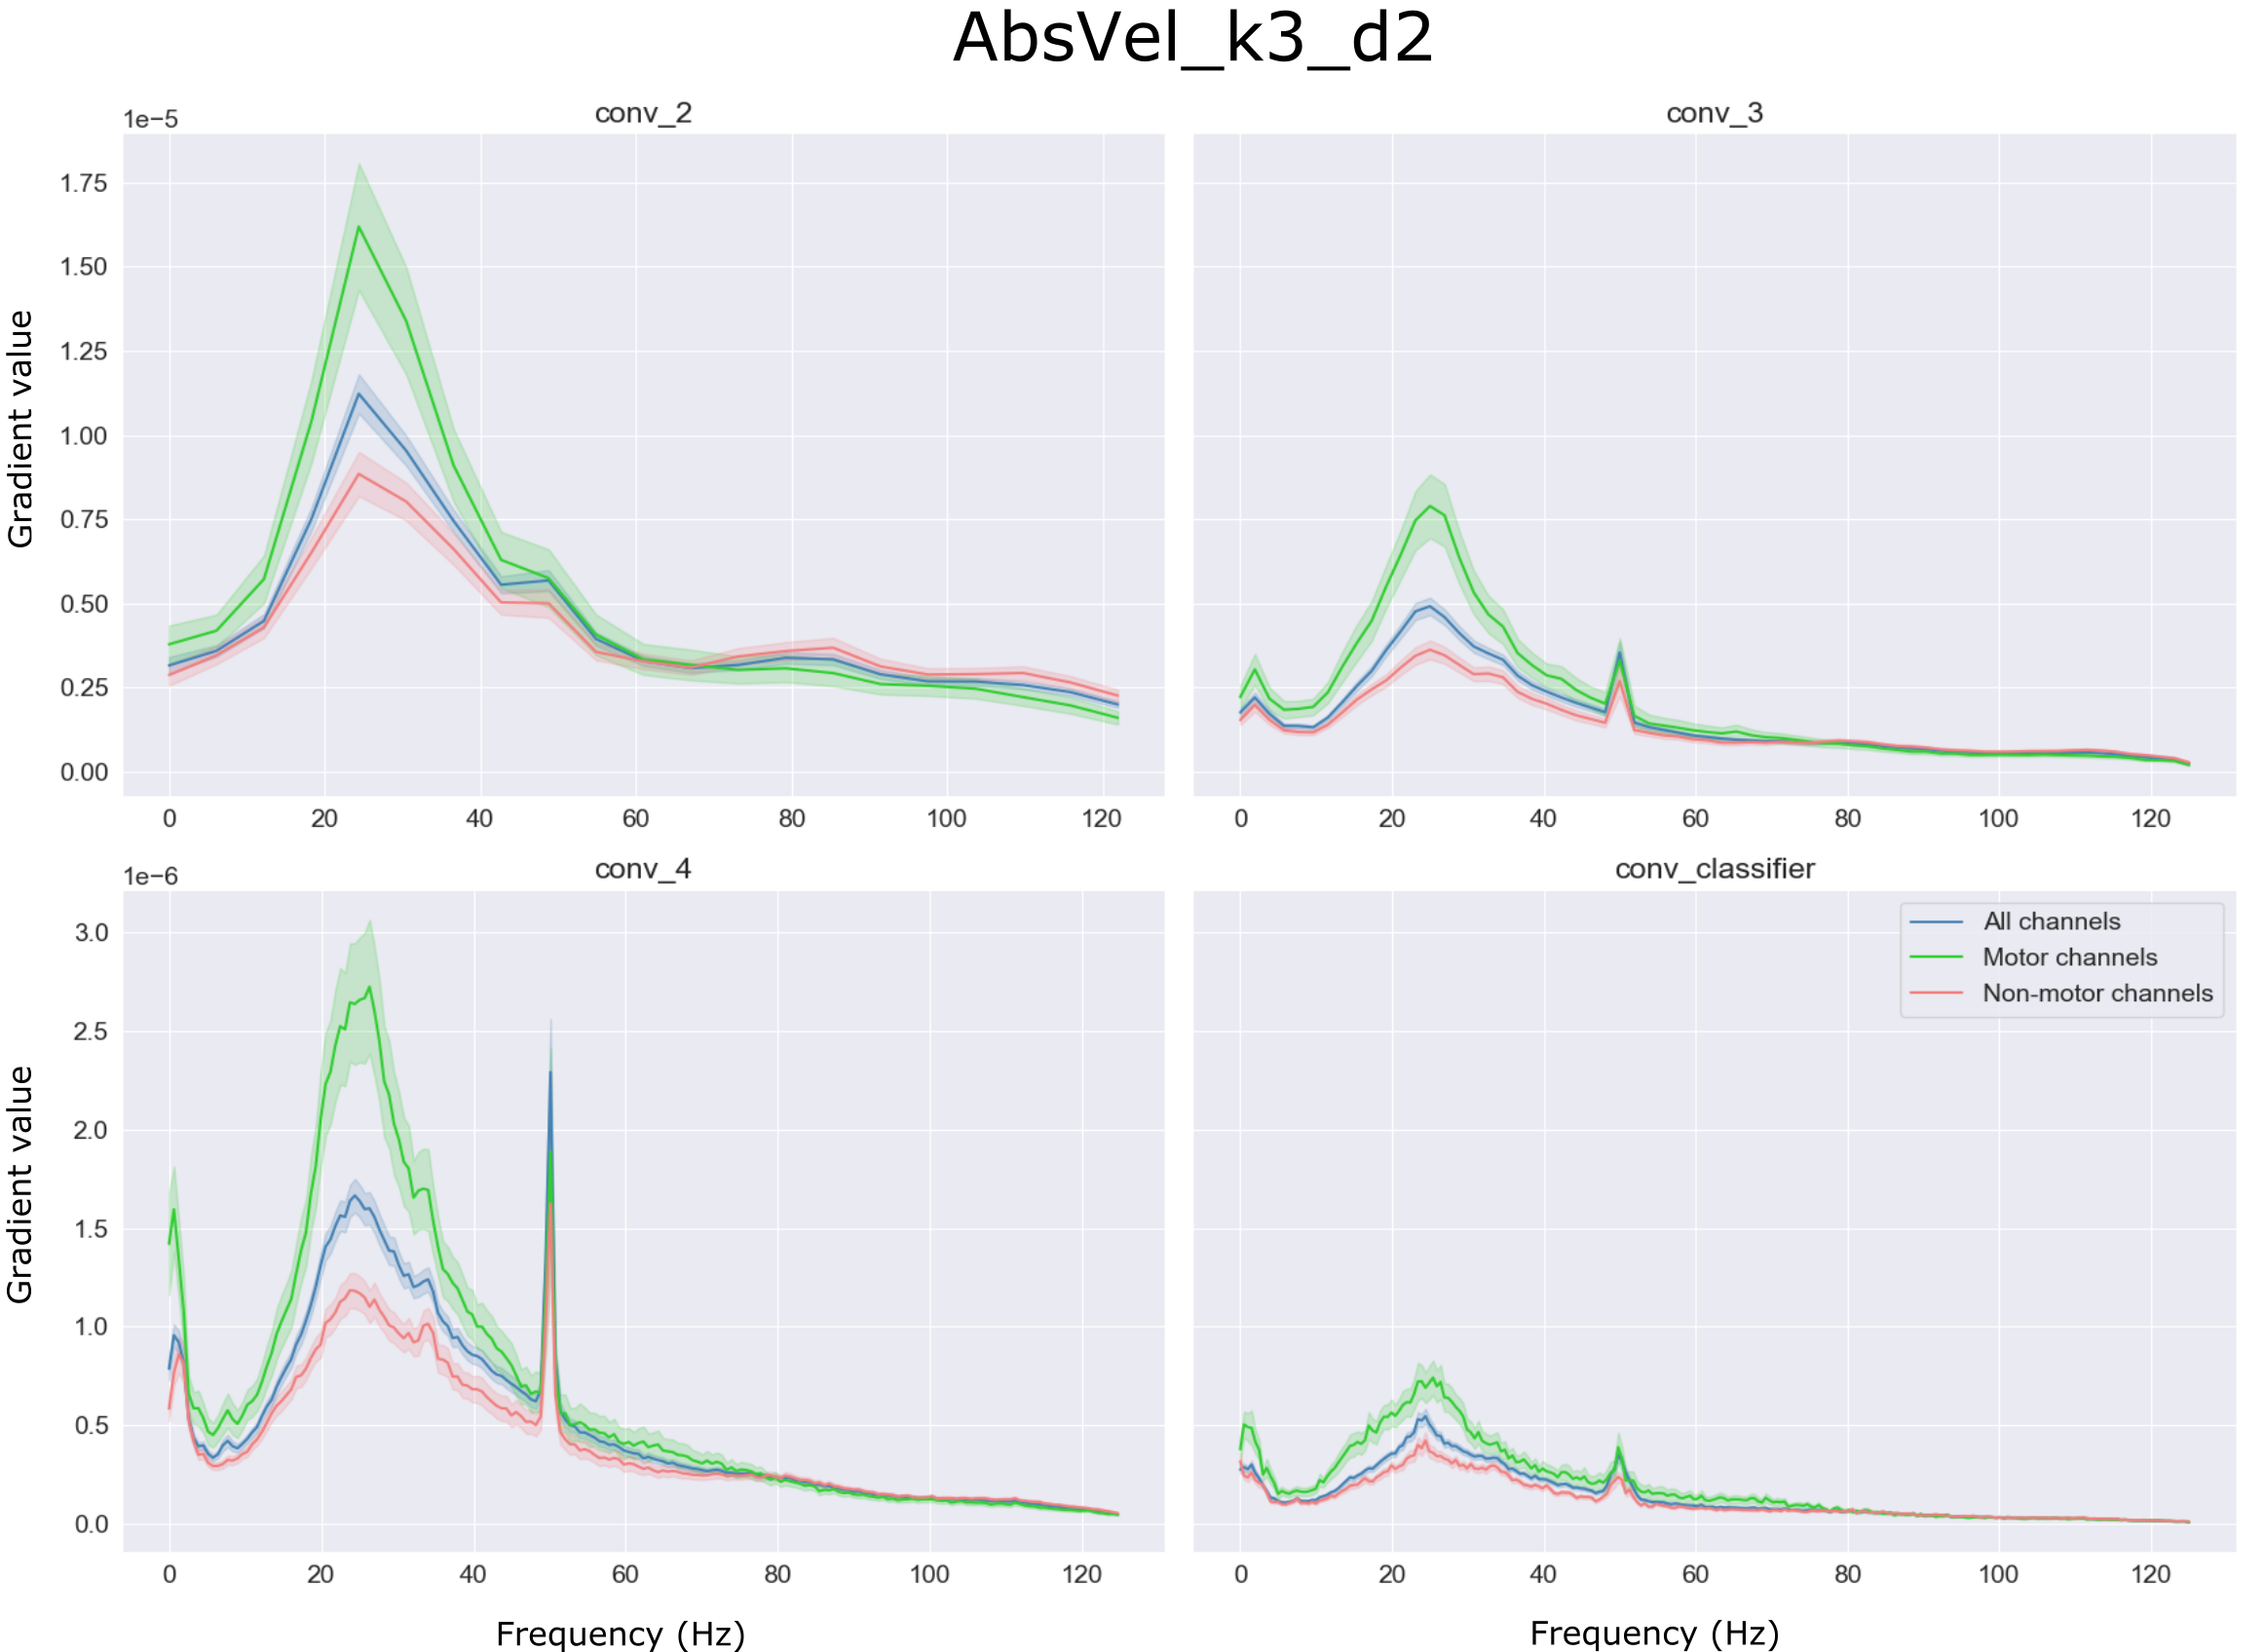 AbsVel_k3_d2
conv_2
conv_3
1e−5
Gradient value
1.75
1.50
1.25
1.00
0.75
0.50
0.25
0.00
0 20 40 60 80 100 120
0 20 40 60 80 100 120
conv_4
conv_classifier
1e−6
Gradient value
3.0
2.5
2.0
1.5
1.0
0.5
0.0
All channels
Motor channels
Non-motor channels
0 20 40 60 80 100 120
0 20 40 60 80 100 120
Frequency (Hz)
Frequency (Hz)